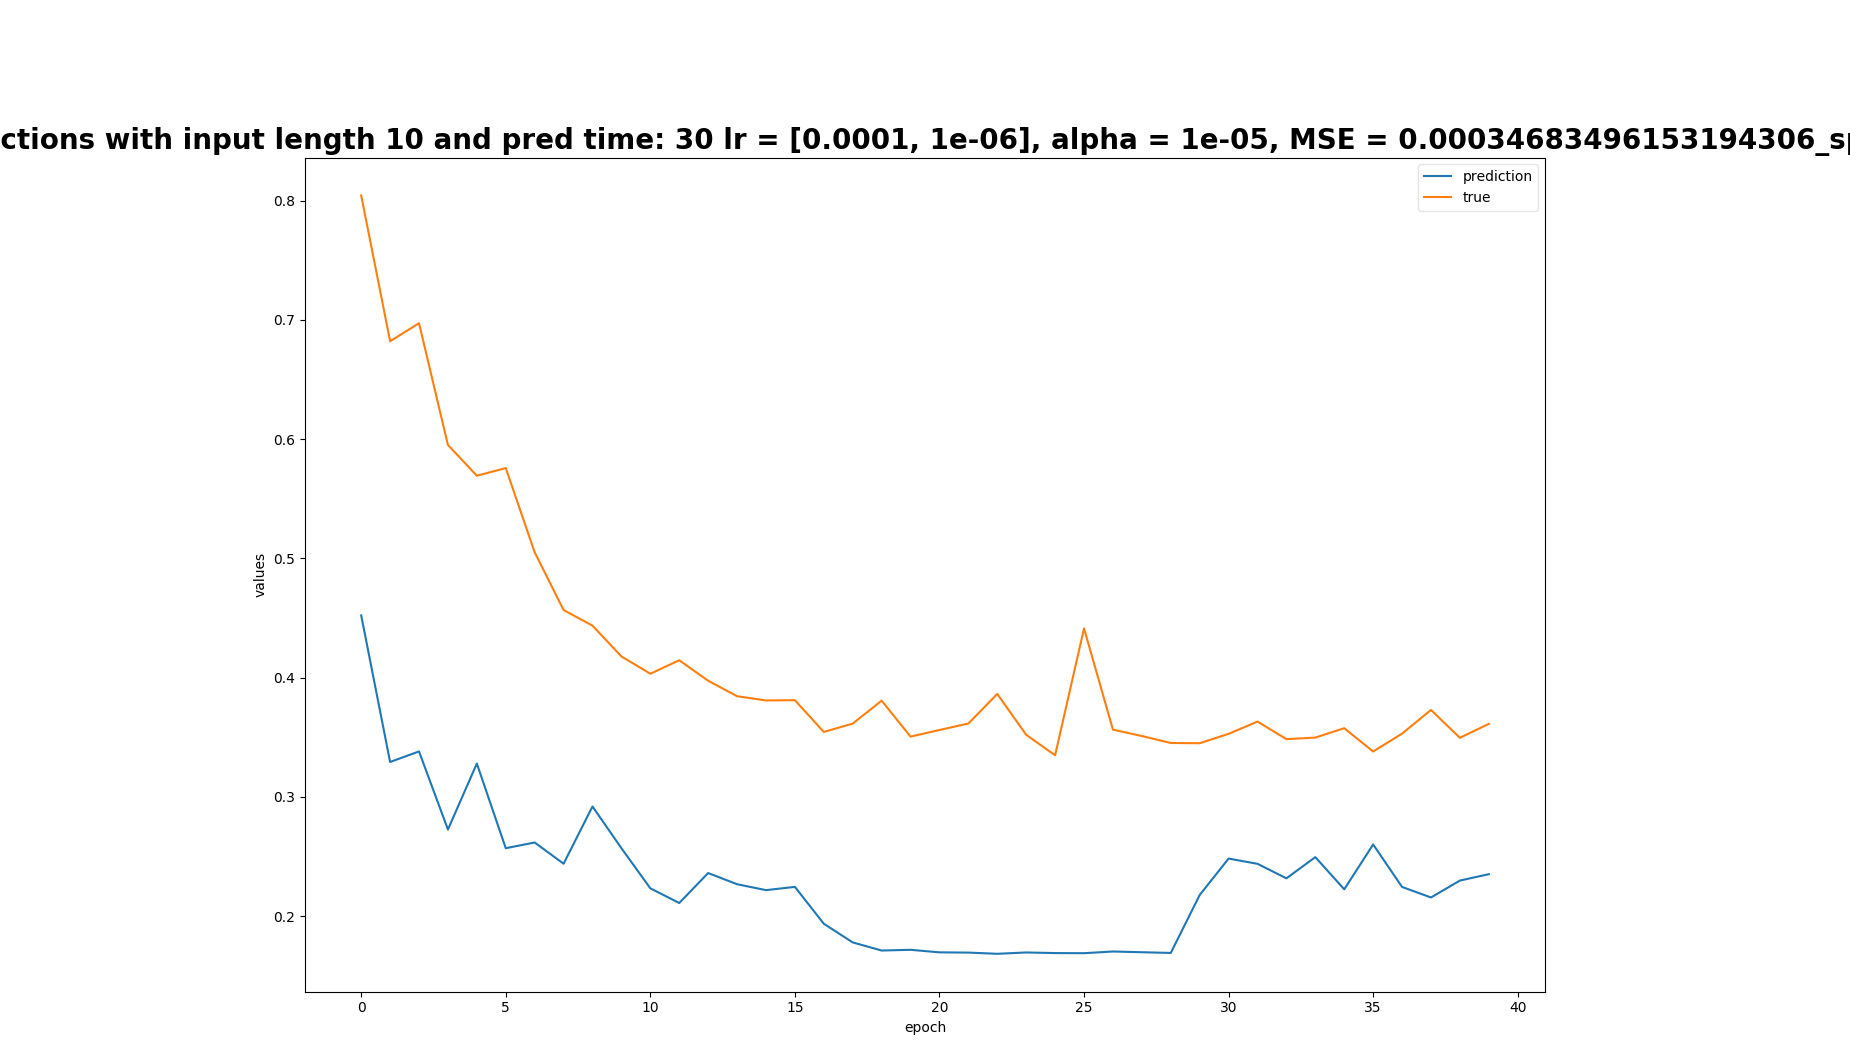 ctions with input length 10 and pred time: 30 lr = [0.0001, 1e-06], alpha = 1e-05, MSE = 0.00034683496153194306_sp
prediction
true
0.8
0.7
0.6
0.5
0.4
0.3
0.2
values
0 5 10 15 20 25 30 35 40
epoch